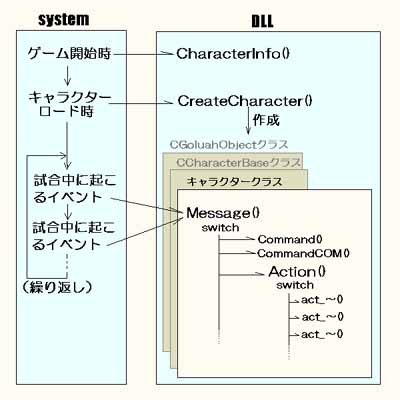 system
DLL
ゲーム開始時
CharacterInfo()
キャラクター
ロード時
CreateCharacter()
作成
CGoluahObjectクラス
CCharacterBaseクラス
キャラクタークラス
試合中に起こ
るイベント
Message()
switch
試合中に起こ
るイベント
Command()
CommandCOM()
Action()
switch
(繰り返し)
act_～()
act_～()
act_～()